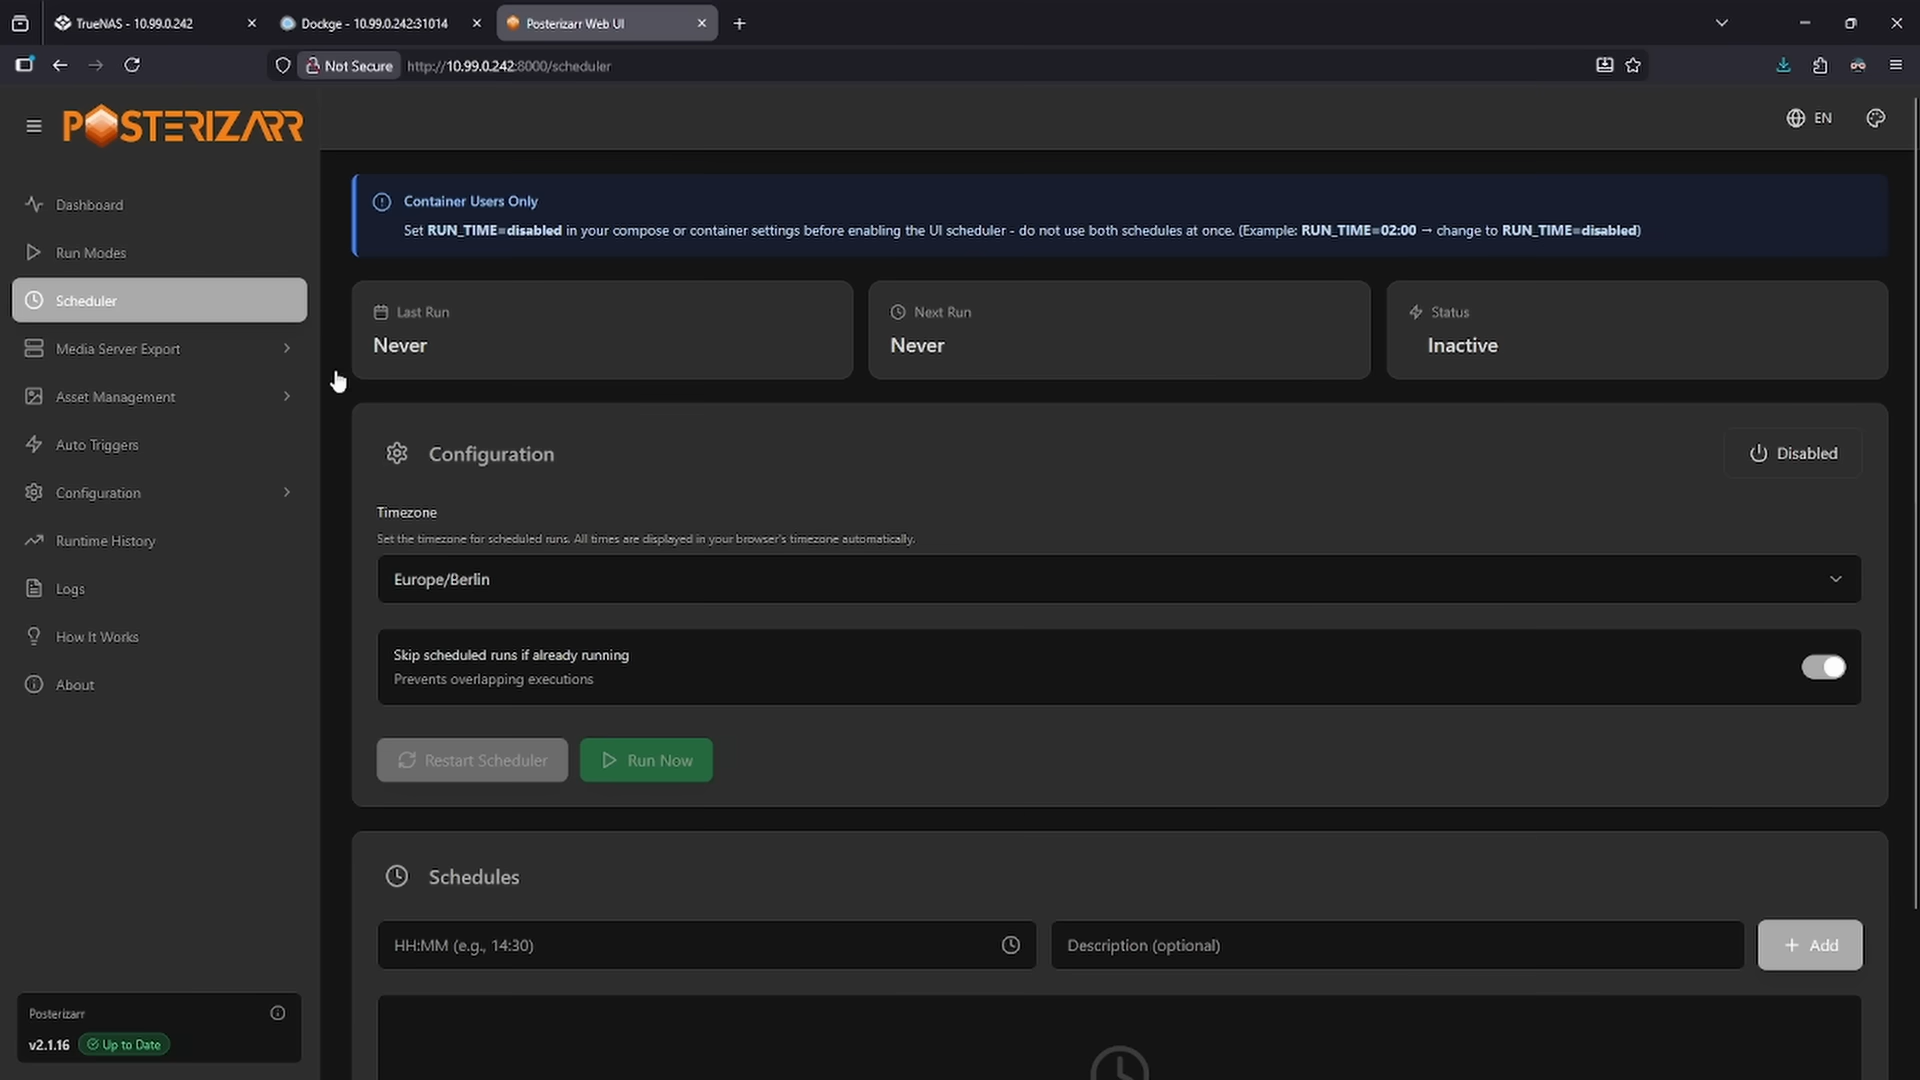 TrueNAS - 10.99.0.242
Dockge - 10.99.0.242:31014
Posterizarr Web UI
Not Secure
http://10.99.0.242:8000/scheduler
POSTERIZARR
EN
Dashboard
Run Modes
Scheduler
Media Server Export
Asset Management
Auto Triggers
Configuration
Runtime History
Logs
How It Works
About
Posterizarr
v2.1.16
Up to Date
Container Users Only
Set RUN_TIME=disabled in your compose or container settings before enabling the UI scheduler - do not use both schedules at once. (Example: RUN_TIME=02:00 → change to RUN_TIME=disabled)
Last Run
Never
Next Run
Never
Status
Inactive
Configuration
Disabled
Timezone
Set the timezone for scheduled runs. All times are displayed in your browser's timezone automatically.
Europe/Berlin
Skip scheduled runs if already running
Prevents overlapping executions
Restart Scheduler
Run Now
Schedules
HH:MM (e.g., 14:30)
Description (optional)
Add